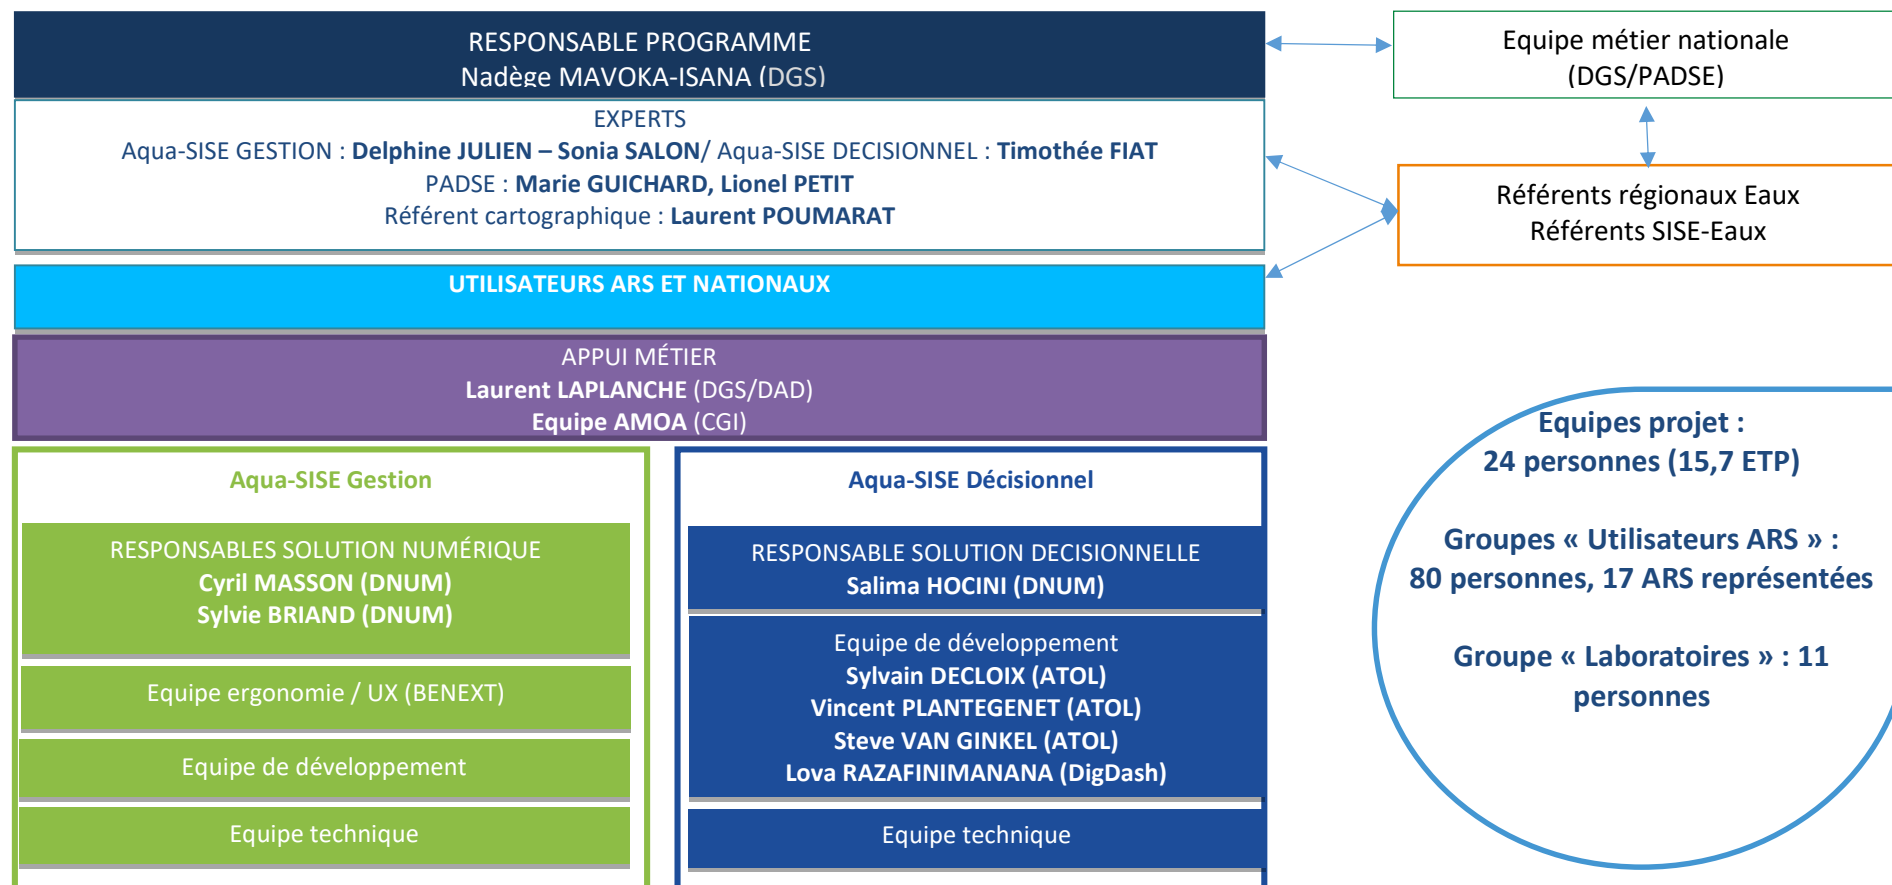 RESPONSABLE PROGRAMME
Nadège MAVOKA-ISANA (DGS)
Equipe métier nationale
(DGS/PADSE)
EXPERTS
Aqua-SISE GESTION : Delphine JULIEN – Sonia SALON/ Aqua-SISE DECISIONNEL : Timothée FIAT
PADSE : Marie GUICHARD, Lionel PETIT
Référent cartographique : Laurent POUMARAT
Référents régionaux Eaux
Référents SISE-Eaux
UTILISATEURS ARS ET NATIONAUX
APPUI MÉTIER
Laurent LAPLANCHE (DGS/DAD)
Equipe AMOA (CGI)
Aqua-SISE Gestion
RESPONSABLES SOLUTION NUMÉRIQUE
Cyril MASSON (DNUM)
Sylvie BRIAND (DNUM)
Equipe ergonomie / UX (BENEXT)
Equipe de développement
Equipe technique
Aqua-SISE Décisionnel
RESPONSABLE SOLUTION DECISIONNELLE
Salima HOCINI (DNUM)
Equipe de développement
Sylvain DECLOIX (ATOL)
Vincent PLANTEGENET (ATOL)
Steve VAN GINKEL (ATOL)
Lova RAZAFINIMANANA (DigDash)
Equipe technique
Equipes projet :
24 personnes (15,7 ETP)
Groupes « Utilisateurs ARS » :
80 personnes, 17 ARS représentées
Groupe « Laboratoires » : 11
personnes